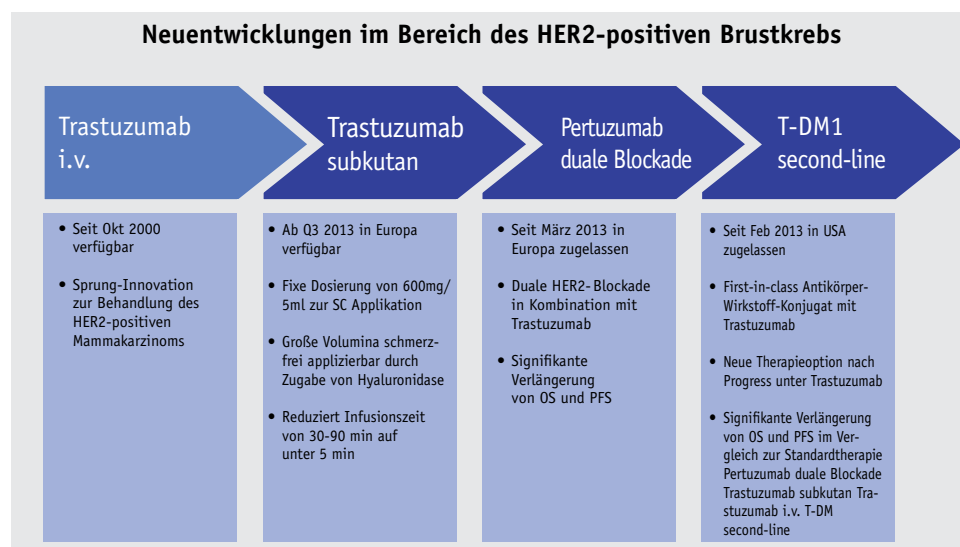 Neuentwicklungen im Bereich des HER2-positiven Brustkrebs
Trastuzumab
i.v.
Trastuzumab
subkutan
Pertuzumab
duale Blockade
T-DM1
second-line
• Seit Okt 2000
verfügbar
• Sprung-Innovation
zur Behandlung des
HER2-positiven
Mammakarzinoms
• Ab Q3 2013 in Europa
verfügbar
• Fixe Dosierung von 600mg/
5ml zur SC Applikation
• Große Volumina schmerz-
frei applizierbar durch
Zugabe von Hyaluronidase
• Reduziert Infusionszeit
von 30-90 min auf
unter 5 min
• Seit März 2013 in
Europa zugelassen
• Duale HER2-Blockade
in Kombination mit
Trastuzumab
• Signifikante
Verlängerung
von OS und PFS
• Seit Feb 2013 in USA
zugelassen
• First-in-class Antikörper-
Wirkstoff-Konjugat mit
Trastuzumab
• Neue Therapieoption nach
Progress unter Trastuzumab
• Signifikante Verlängerung
von OS und PFS im Ver-
gleich zur Standardtherapie
Pertuzumab duale Blockade
Trastuzumab subkutan Tra-
stuzumab i.v. T-DM
second-line